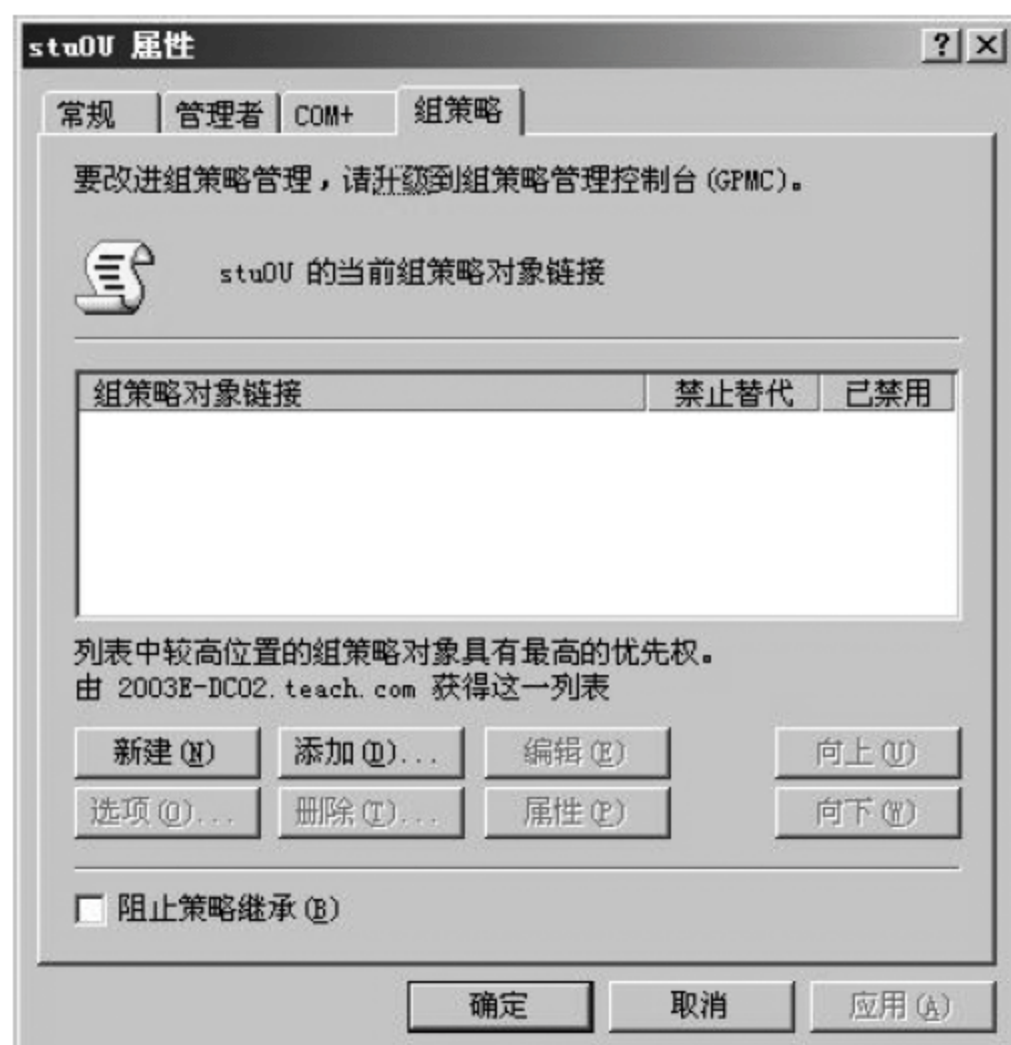 stuOU 属性
常规 管理者 COM+ 组策略
要改进组策略管理，请升级到组策略管理控制台(GPMC)。
stuOU 的当前组策略对象链接
组策略对象链接 禁止替代 已禁用
列表中较高位置的组策略对象具有最高的优先权。
由 2003E-DC02.teach.com 获得这一列表
新建(N) 添加(D)... 编辑(E) 向上(U)
选项(O)... 删除(T)... 属性(P) 向下(W)
阻止策略继承(B)
确定 取消 应用(A)